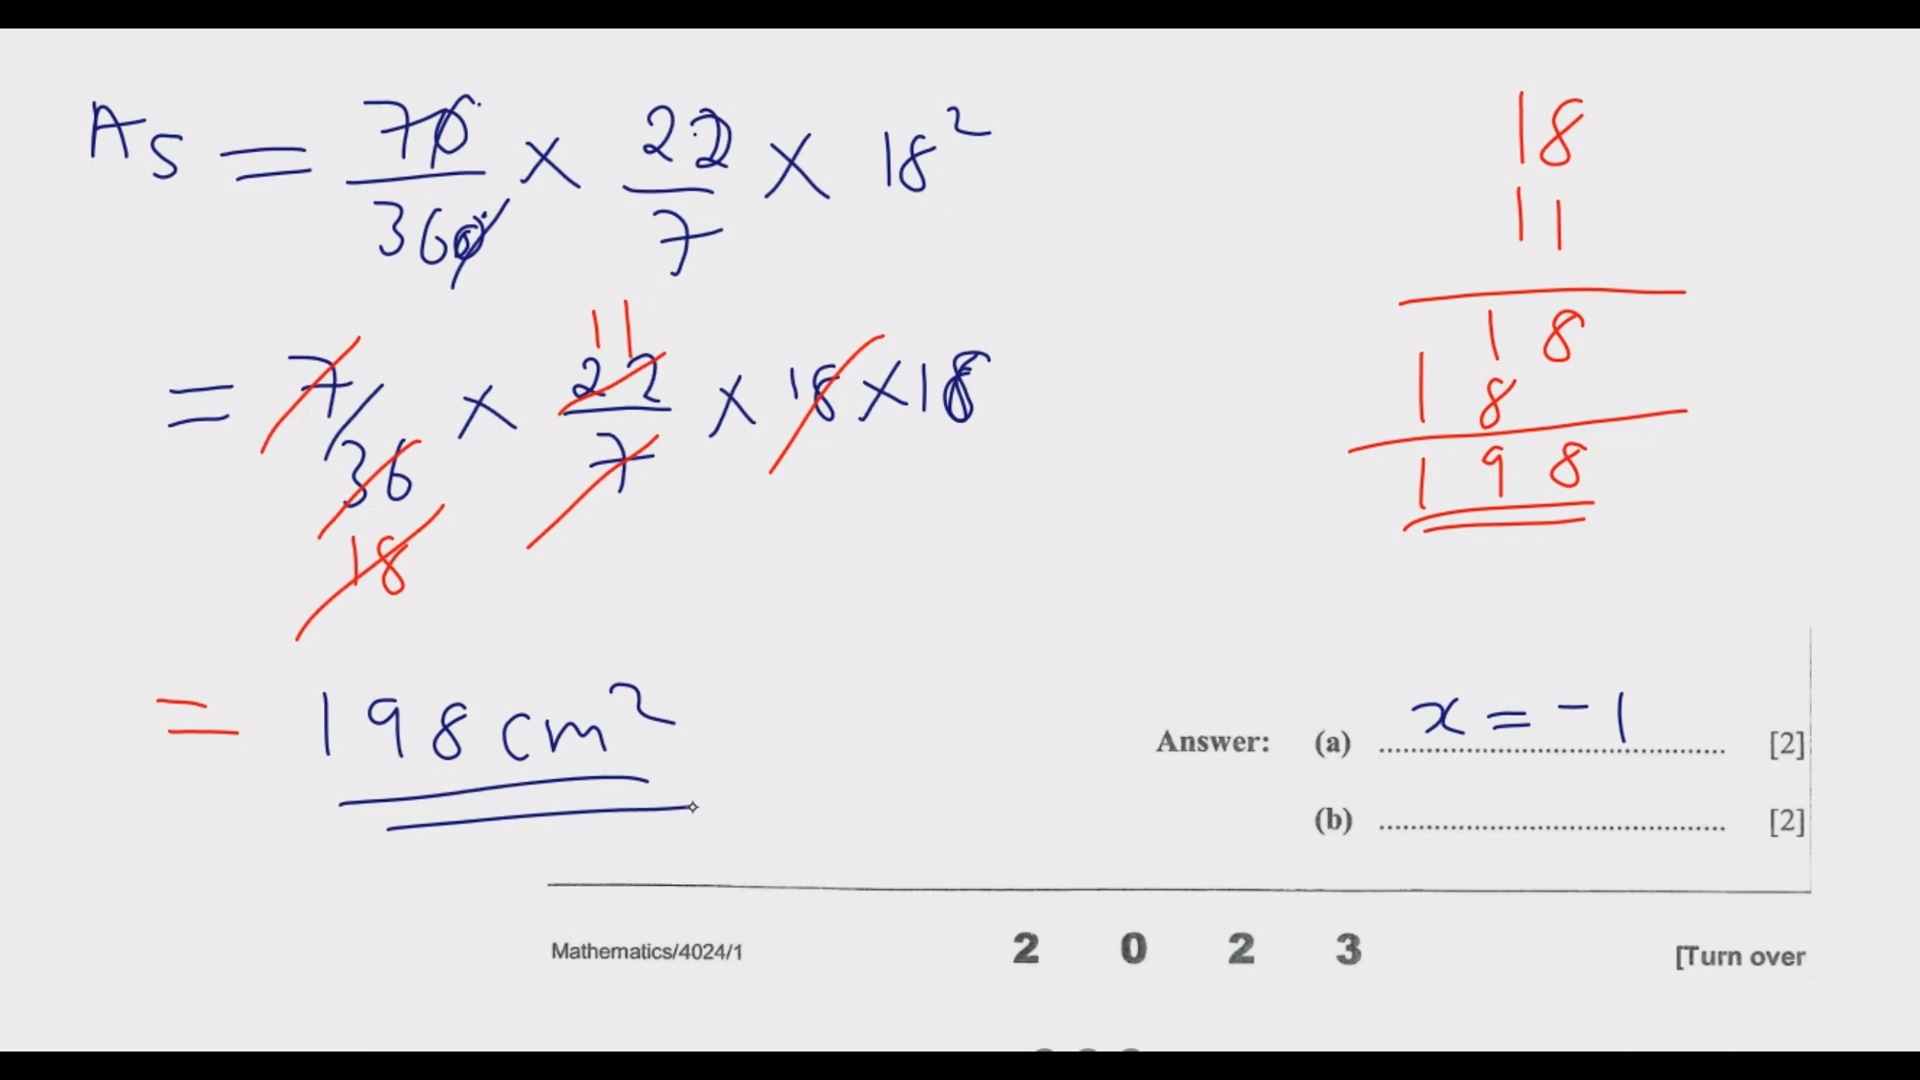 As = 70/360 × 22/7 × 18²
= 7/36 × 22/7 × 18 × 18
11
18
= 198 cm²
18
11
18
18
198
Answer: (a) x = -1 [2]
(b) [2]
Mathematics/4024/1 2 0 2 3 [Turn over